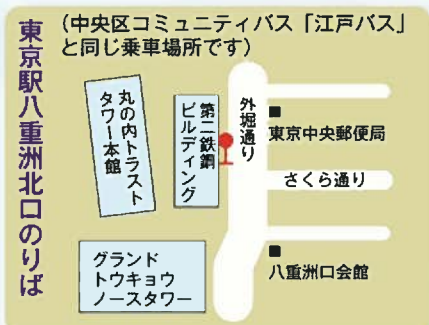 東京駅八重洲北口のりば
(中央区コミュニティバス「江戸バス」
と同じ乗車場所です)
丸の内トラスト
タワー本館
第二鉄鋼
ビルディング
外堀通り
東京中央郵便局
さくら通り
八重洲口会館
グランド
トウキョウ
ノースタワー